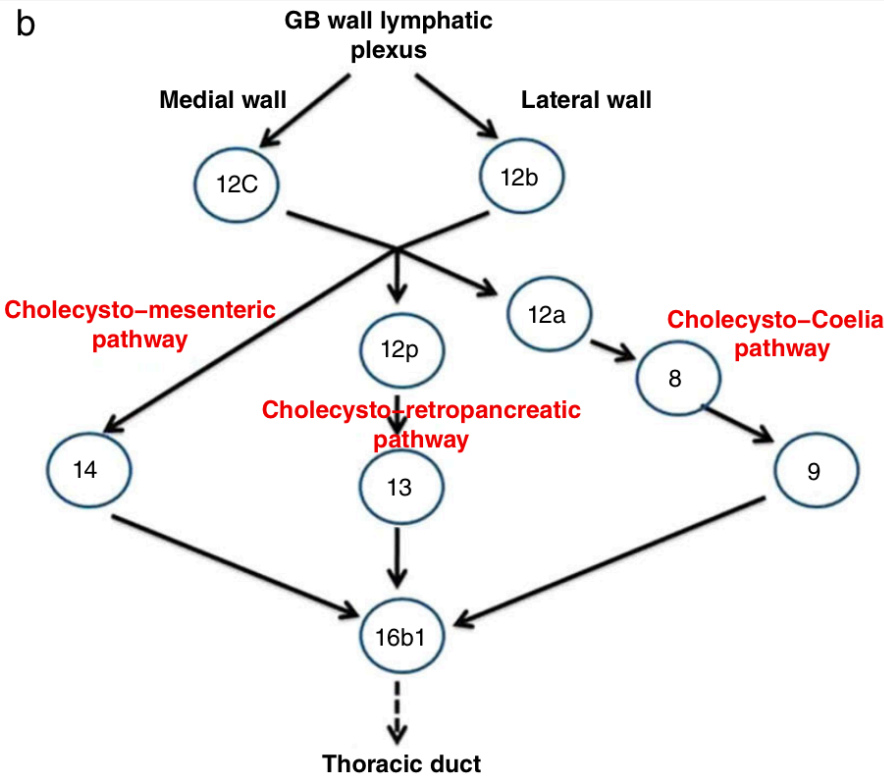 b
GB wall lymphatic
plexus
Medial wall
Lateral wall
12C
12b
Cholecysto–mesenteric
pathway
12a
Cholecysto–Coelia
pathway
12p
8
Cholecysto–retropancreatic
pathway
14
13
9
16b1
Thoracic duct